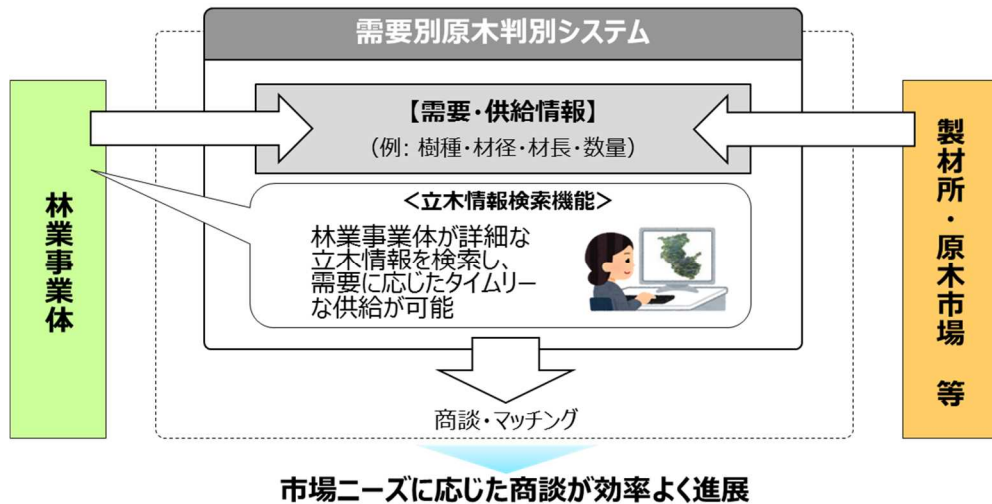 需要別原木判別システム
【需要・供給情報】
（例: 樹種・材径・材長・数量）
林業事業体
＜立木情報検索機能＞
林業事業体が詳細な
立木情報を検索し、
需要に応じたタイムリー
な供給が可能
製材所・原木市場　等
商談・マッチング
市場ニーズに応じた商談が効率よく進展